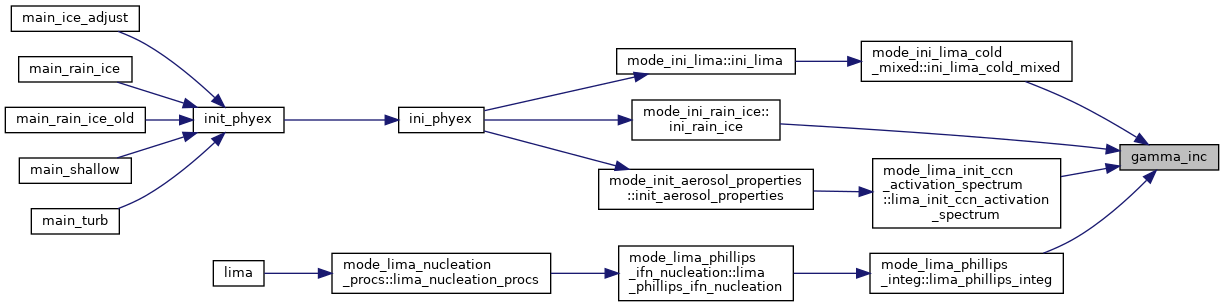 main_ice_adjust
main_rain_ice
main_rain_ice_old
main_shallow
main_turb
init_phyex
ini_phyex
mode_ini_lima::ini_lima
mode_ini_rain_ice::
ini_rain_ice
mode_init_aerosol_properties
::init_aerosol_properties
mode_ini_lima_cold
_mixed::ini_lima_cold_mixed
mode_lima_init_ccn
_activation_spectrum
::lima_init_ccn_activation
_spectrum
gamma_inc
lima
mode_lima_nucleation
_procs::lima_nucleation_procs
mode_lima_phillips
_ifn_nucleation::lima
_phillips_ifn_nucleation
mode_lima_phillips
_integ::lima_phillips_integ